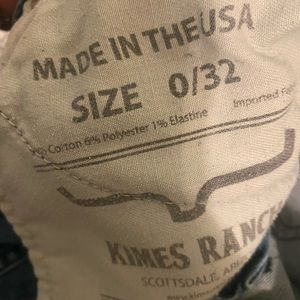 MADE IN THE USA
SIZE 0/32
Cotton 6% Polyester 1% Elastine Imported
KIMES RANCH
SCOTTSDALE,